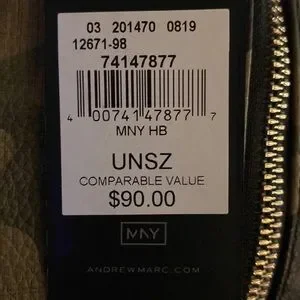 03 201470 0819
12671-98
74147877
4 00741 47877 7
MNY HB
UNSZ
COMPARABLE VALUE
$90.00
MNY
ANDREWMARC.COM